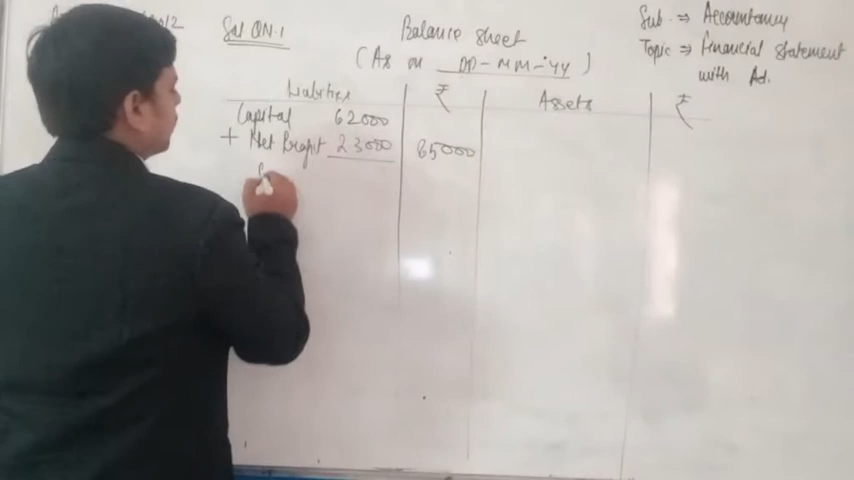 Sol QN.1
Balance sheet
(As on DD-MM-YY)
Sub. ⇒ Accountancy
Topic ⇒ Financial Statement
with Ad.
Liabilities ₹ Assets ₹
Capital 62000
+ Net Profit 23000 85000